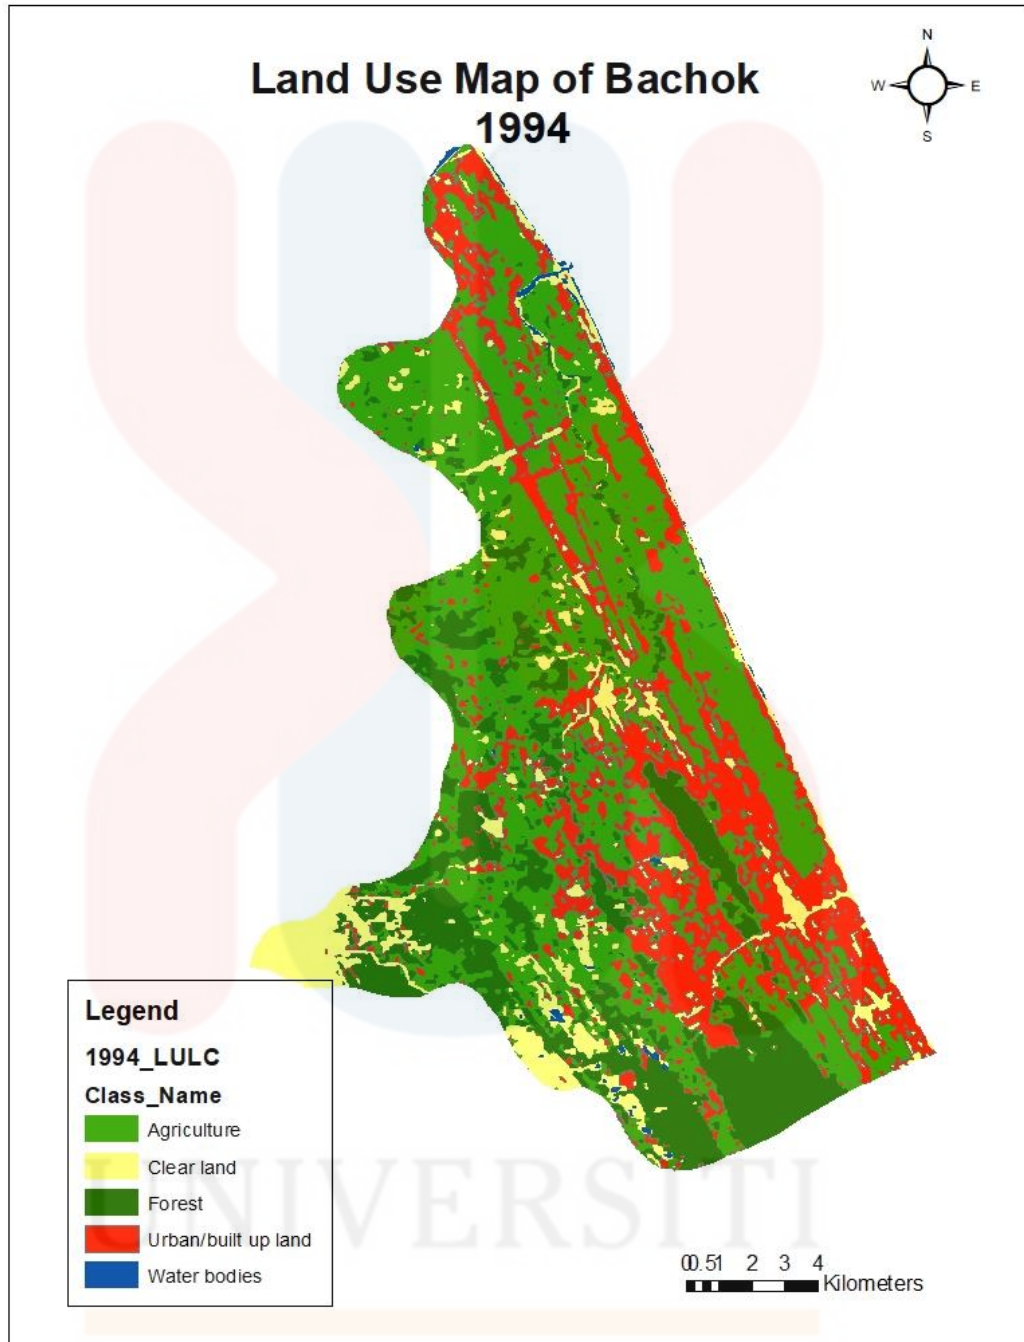 Land Use Map of Bachok
1994
N
W E
S
Legend
1994_LULC
Class_Name
Agriculture
Clear land
Forest
Urban/built up land
Water bodies
UNIVERSITI
00.51 2 3 4
Kilometers